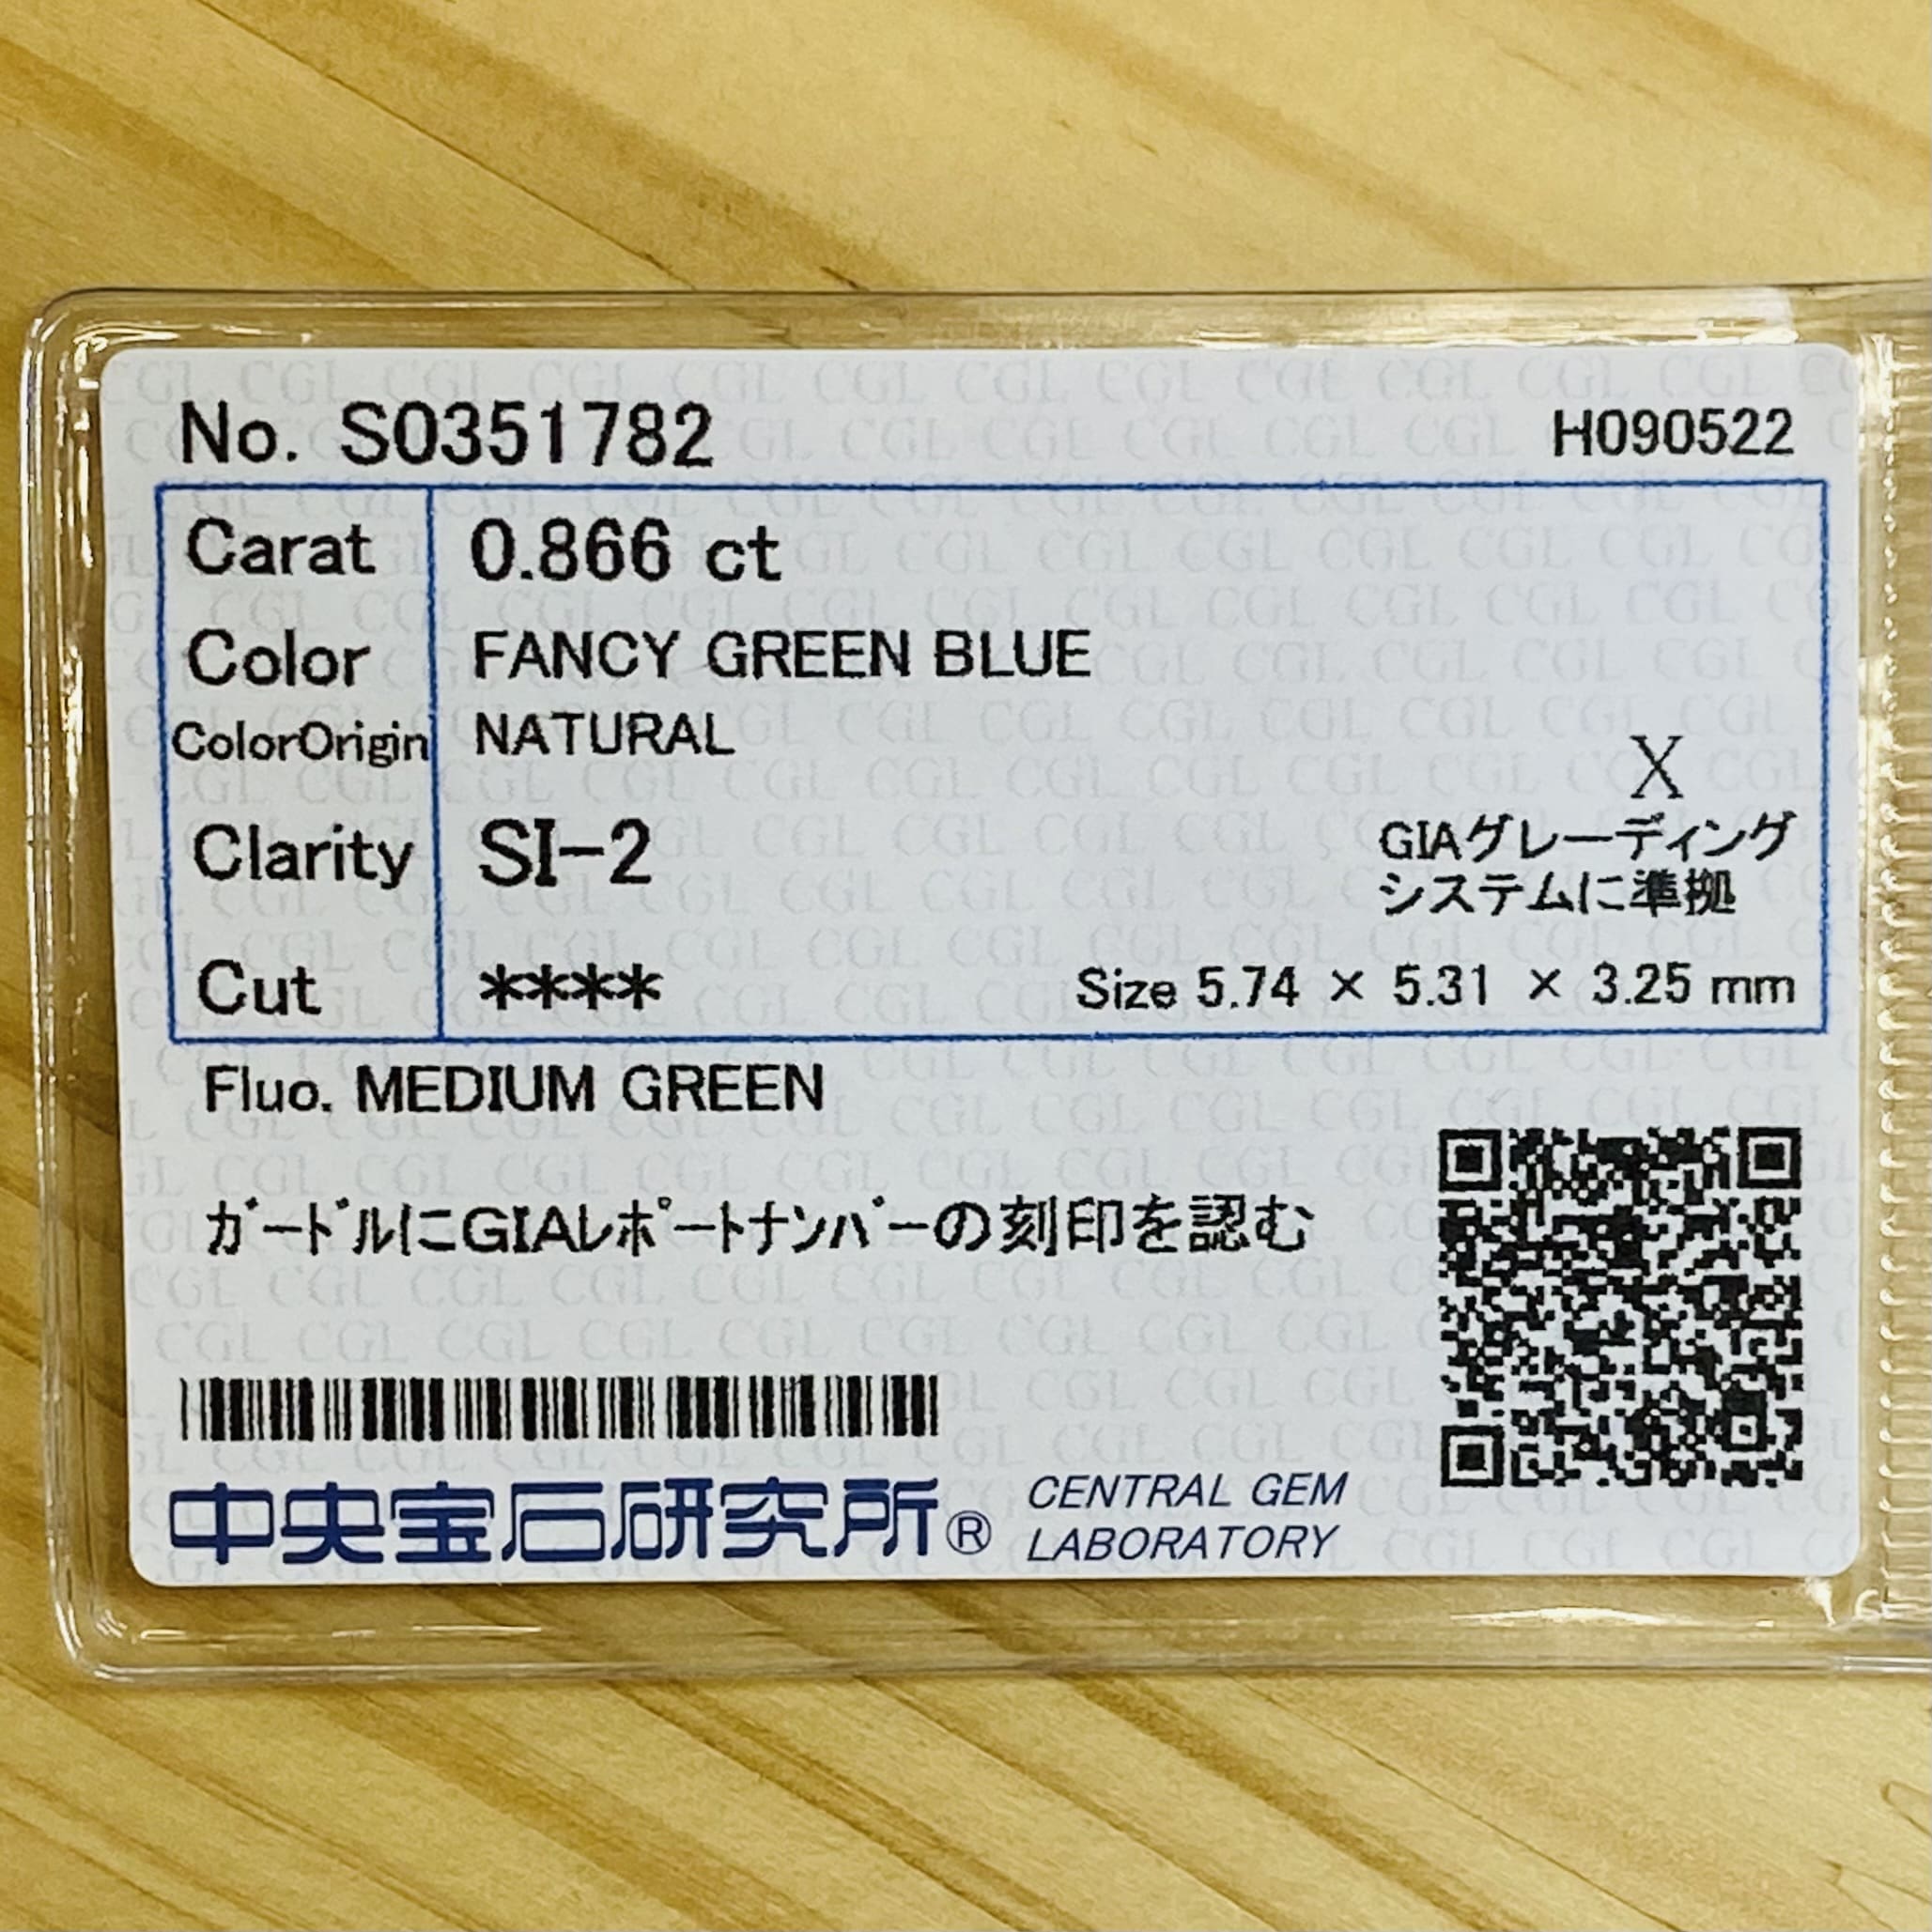 No. S0351782 H090522
Carat 0.866 ct
Color FANCY GREEN BLUE
ColorOrigin NATURAL
X
Clarity SI-2
GIAグレーディング
システムに準拠
Cut **** Size 5.74 × 5.31 × 3.25 mm
Fluo. MEDIUM GREEN
ｶﾞｰﾄﾞﾙにGIAﾚﾎﾟｰﾄﾅﾝﾊﾞｰの刻印を認む
中央宝石研究所® CENTRAL GEM
LABORATORY